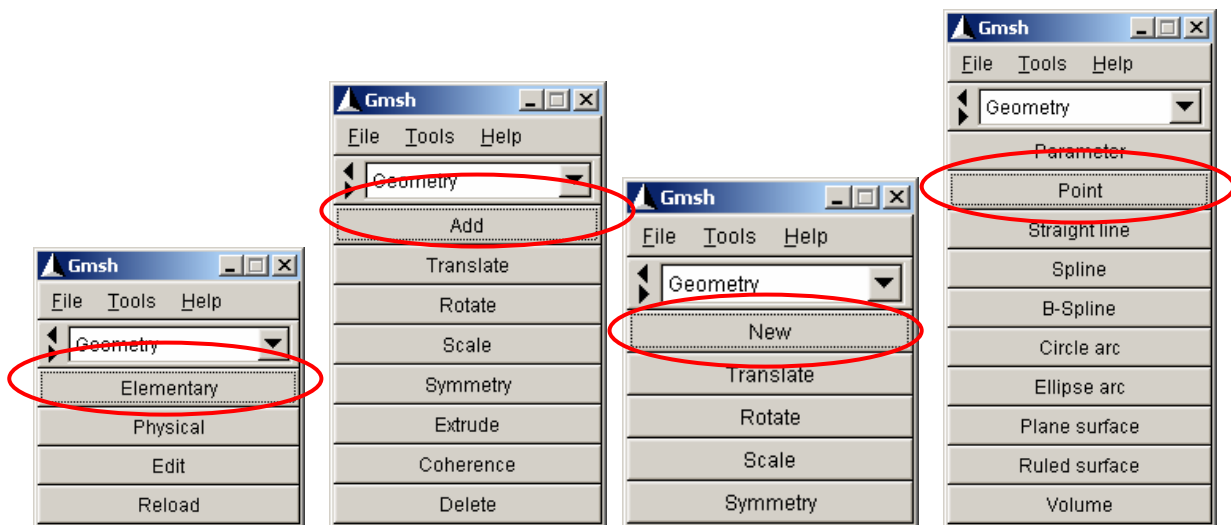 Gmsh
File Tools Help
Geometry
Elementary
Physical
Edit
Reload
Gmsh
File Tools Help
Geometry
Add
Translate
Rotate
Scale
Symmetry
Extrude
Coherence
Delete
Gmsh
File Tools Help
Geometry
New
Translate
Rotate
Scale
Symmetry
Gmsh
File Tools Help
Geometry
Parameter
Point
Straight line
Spline
B-Spline
Circle arc
Ellipse arc
Plane surface
Ruled surface
Volume